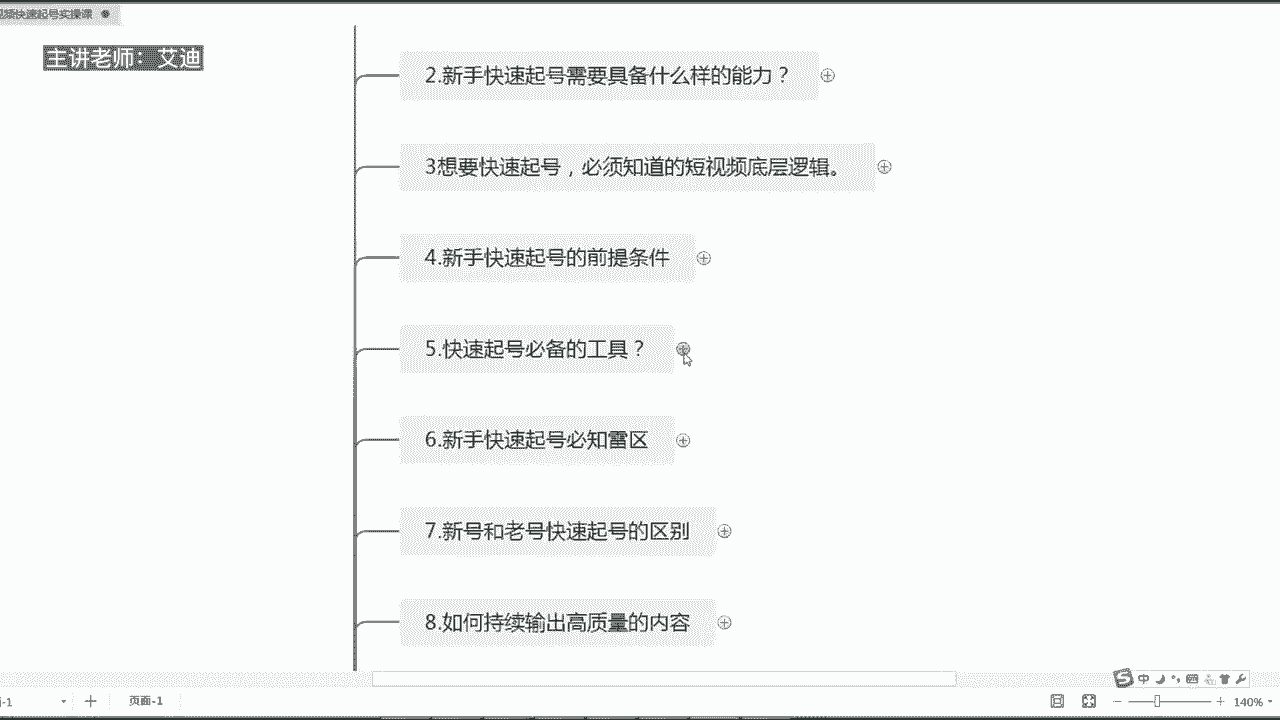 视频快速起号实操课
主讲老师：艾迪
2.新手快速起号需要具备什么样的能力？
3想要快速起号，必须知道的短视频底层逻辑。
4.新手快速起号的前提条件
5.快速起号必备的工具？
6.新手快速起号必知雷区
7.新号和老号快速起号的区别
8.如何持续输出高质量的内容
中
-1
页面-1
140%